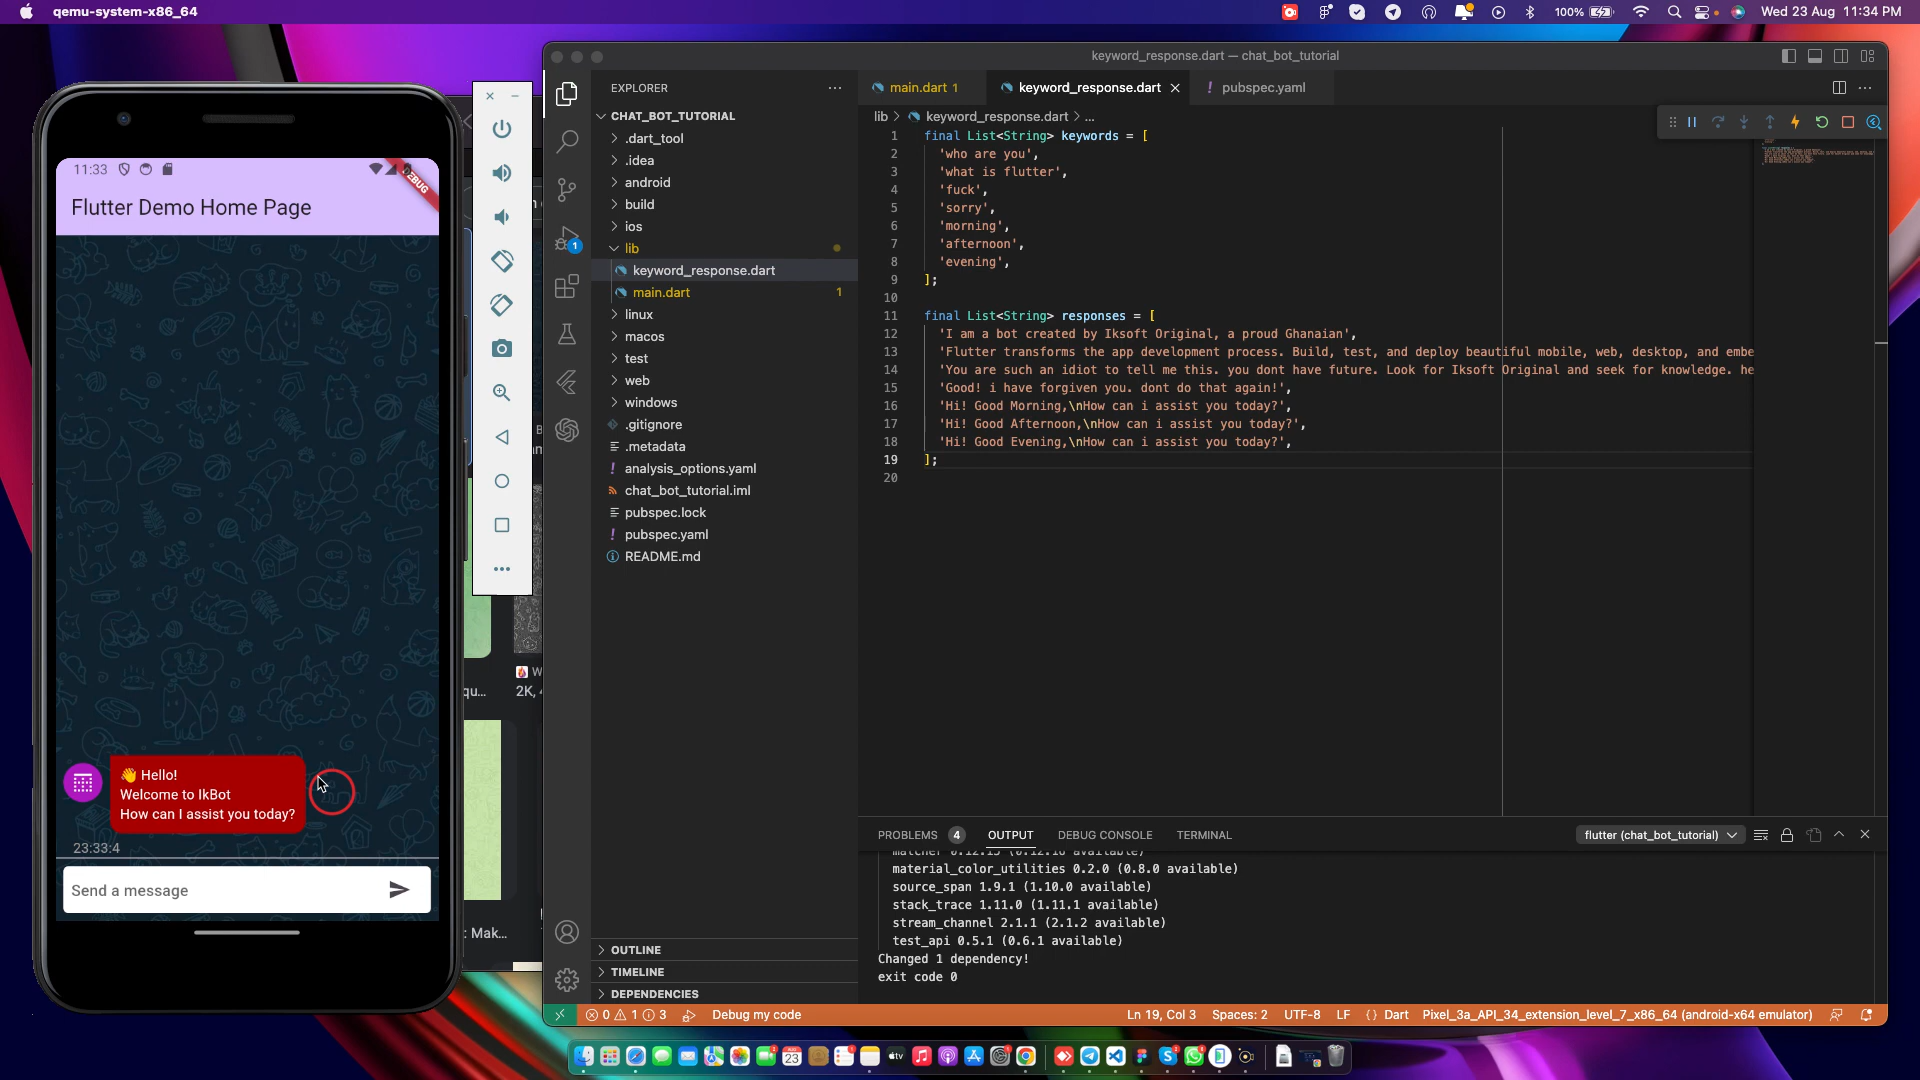 qemu-system-x86_64
100%
Wed 23 Aug 11:34 PM
11:33
DEBUG
Flutter Demo Home Page
👋 Hello!
Welcome to IkBot
How can I assist you today?
23:33:4
Send a message
2K,
: Mak...
keyword_response.dart — chat_bot_tutorial
EXPLORER
CHAT_BOT_TUTORIAL
.dart_tool
.idea
android
build
ios
lib
keyword_response.dart
main.dart 1
linux
macos
test
web
windows
.gitignore
.metadata
analysis_options.yaml
chat_bot_tutorial.iml
pubspec.lock
pubspec.yaml
README.md
OUTLINE
TIMELINE
DEPENDENCIES
1
main.dart 1
keyword_response.dart
pubspec.yaml
lib > keyword_response.dart > ...
1 final List<String> keywords = [
2 'who are you',
3 'what is flutter',
4 'fuck',
5 'sorry',
6 'morning',
7 'afternoon',
8 'evening',
9 ];
10
11 final List<String> responses = [
12 'I am a bot created by Iksoft Original, a proud Ghanaian',
13 'Flutter transforms the app development process. Build, test, and deploy beautiful mobile, web, desktop, and embe
14 'You are such an idiot to tell me this. you dont have future. Look for Iksoft Original and seek for knowledge. he
15 'Good! i have forgiven you. dont do that again!',
16 'Hi! Good Morning,\nHow can i assist you today?',
17 'Hi! Good Afternoon,\nHow can i assist you today?',
18 'Hi! Good Evening,\nHow can i assist you today?',
19 ];
20
PROBLEMS 4 OUTPUT DEBUG CONSOLE TERMINAL
flutter (chat_bot_tutorial)
material_color_utilities 0.2.0 (0.8.0 available)
source_span 1.9.1 (1.10.0 available)
stack_trace 1.11.0 (1.11.1 available)
stream_channel 2.1.1 (2.1.2 available)
test_api 0.5.1 (0.6.1 available)
Changed 1 dependency!
exit code 0
0 1 3 Debug my code
Ln 19, Col 3 Spaces: 2 UTF-8 LF {} Dart Pixel_3a_API_34_extension_level_7_x86_64 (android-x64 emulator)
23
tv